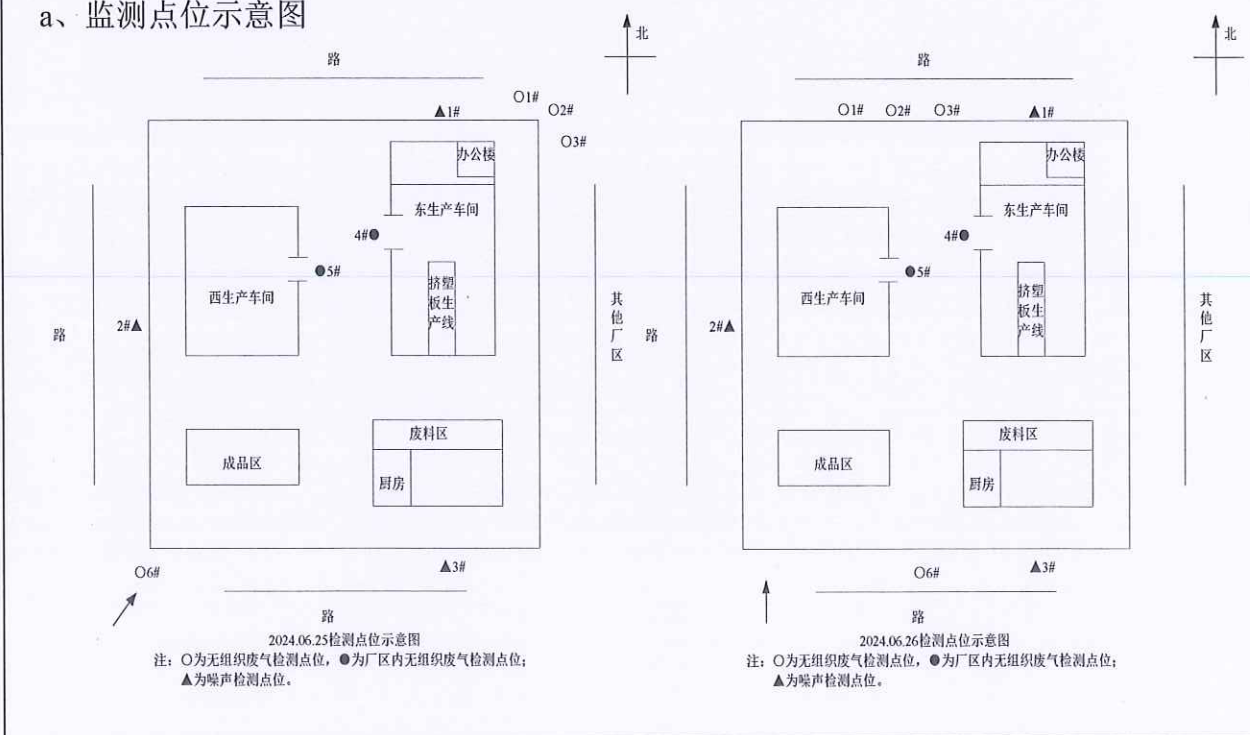 a、监测点位示意图
北
路
O1#
O2#
▲1#
O3#
办公楼
东生产车间
4#●
●5#
挤塑
板生
产线
西生产车间
2#▲
路
其他厂区
废料区
成品区
厨房
O6#
▲3#
路
2024.06.25检测点位示意图
注：O为无组织废气检测点位，●为厂区内无组织废气检测点位；
▲为噪声检测点位。
北
路
O1# O2# O3# ▲1#
办公楼
东生产车间
4#●
●5#
挤塑
板生
产线
西生产车间
2#▲
路
其他厂区
废料区
成品区
厨房
O6#
▲3#
路
2024.06.26检测点位示意图
注：O为无组织废气检测点位，●为厂区内无组织废气检测点位；
▲为噪声检测点位。